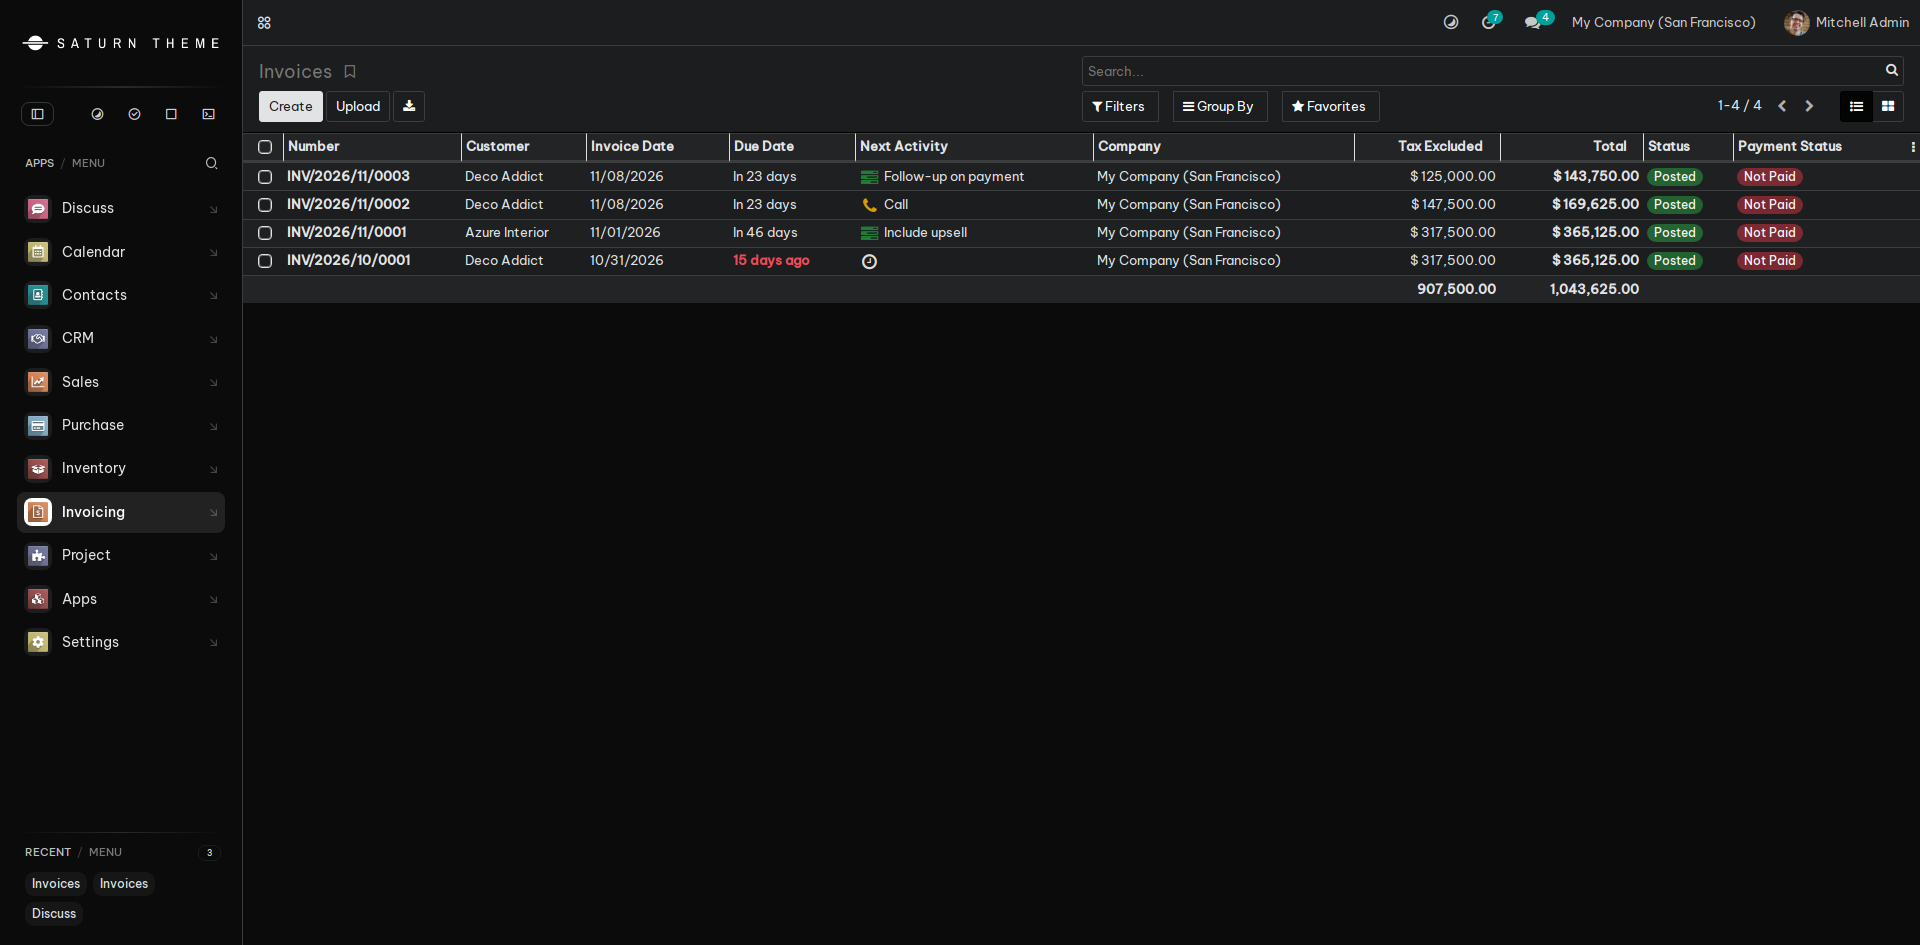 SATURN THEME
APPS / MENU
Discuss
Calendar
Contacts
CRM
Sales
Purchase
Inventory
Invoicing
Project
Apps
Settings
RECENT / MENU 3
Invoices Invoices
Discuss
7 4 My Company (San Francisco) Mitchell Admin
Invoices
Search...
Create Upload
Filters Group By Favorites 1-4 / 4
Number Customer Invoice Date Due Date Next Activity Company Tax Excluded Total Status Payment Status
INV/2026/11/0003 Deco Addict 11/08/2026 In 23 days Follow-up on payment My Company (San Francisco) $ 125,000.00 $ 143,750.00 Posted Not Paid
INV/2026/11/0002 Deco Addict 11/08/2026 In 23 days Call My Company (San Francisco) $ 147,500.00 $ 169,625.00 Posted Not Paid
INV/2026/11/0001 Azure Interior 11/01/2026 In 46 days Include upsell My Company (San Francisco) $ 317,500.00 $ 365,125.00 Posted Not Paid
INV/2026/10/0001 Deco Addict 10/31/2026 15 days ago My Company (San Francisco) $ 317,500.00 $ 365,125.00 Posted Not Paid
907,500.00 1,043,625.00